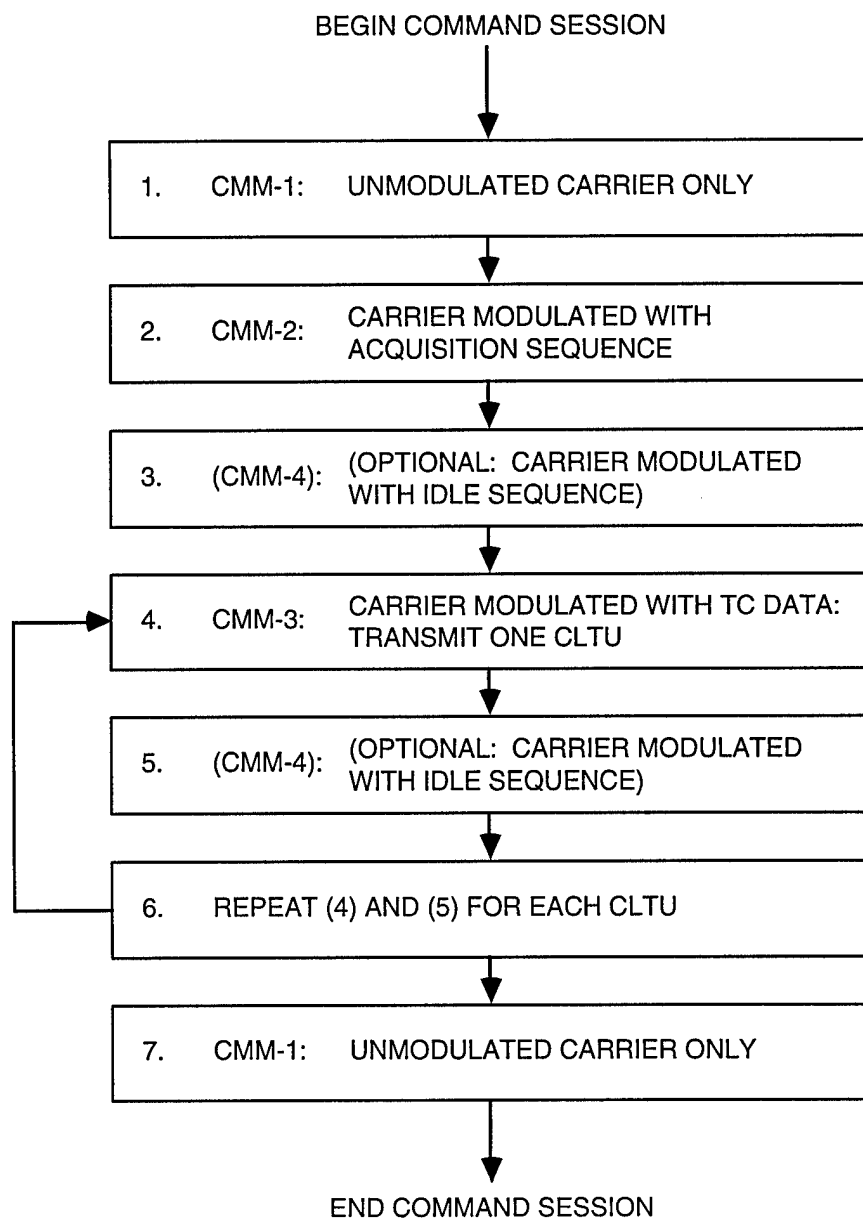 BEGIN COMMAND SESSION
1. CMM-1: UNMODULATED CARRIER ONLY
2. CMM-2: CARRIER MODULATED WITH
ACQUISITION SEQUENCE
3. (CMM-4): (OPTIONAL: CARRIER MODULATED
WITH IDLE SEQUENCE)
4. CMM-3: CARRIER MODULATED WITH TC DATA:
TRANSMIT ONE CLTU
5. (CMM-4): (OPTIONAL: CARRIER MODULATED
WITH IDLE SEQUENCE)
6. REPEAT (4) AND (5) FOR EACH CLTU
7. CMM-1: UNMODULATED CARRIER ONLY
END COMMAND SESSION